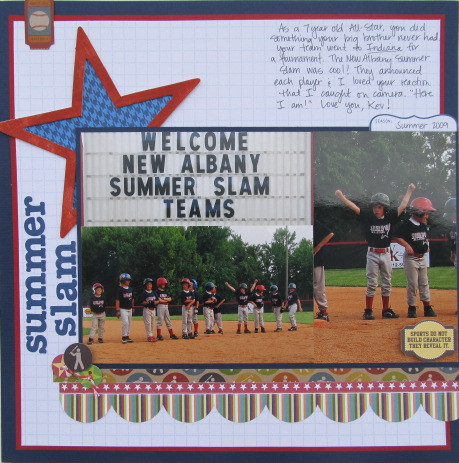 As a 7 year old All-Star, you did
something your big brother never had,
your team went to Indiana for
a tournament. The New Albany Summer
Slam was cool! They announced
each player & I loved your reaction
that I caught on camera. "Here
I am!" Love you, Kev!
Summer 2009
WELCOME
NEW ALBANY
SUMMER SLAM
TEAMS
summer
slam
SPORTS DO NOT
BUILD CHARACTER
THEY REVEAL IT.